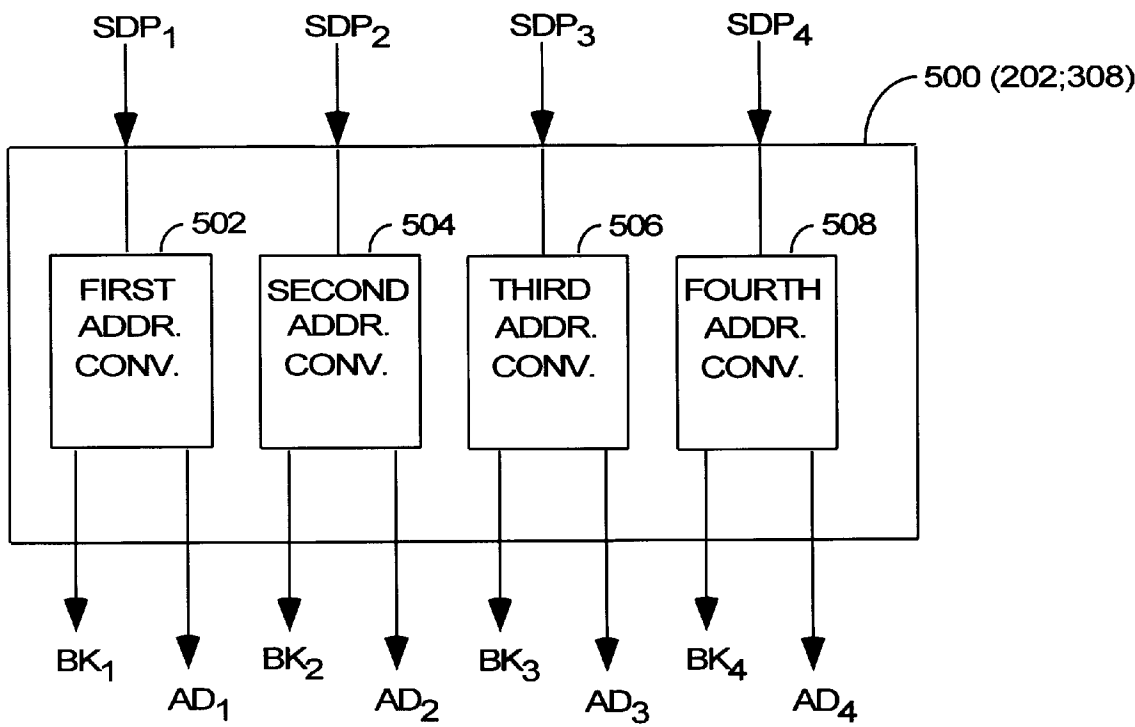 SDP₁ SDP₂ SDP₃ SDP₄
500 (202;308)
502 504 506 508
FIRST ADDR. CONV.
SECOND ADDR. CONV.
THIRD ADDR. CONV.
FOURTH ADDR. CONV.
BK₁ BK₂ BK₃ BK₄
AD₁ AD₂ AD₃ AD₄